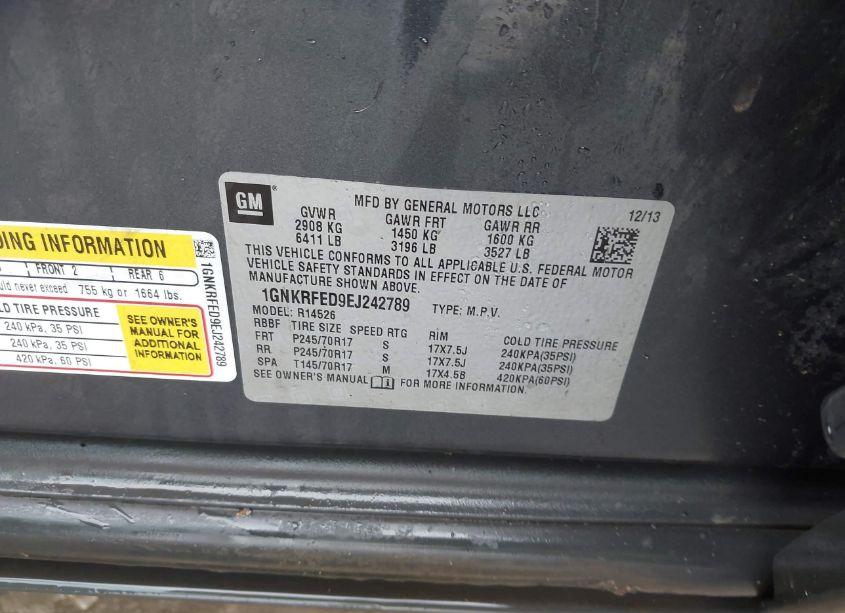 DING INFORMATION
FRONT 2 REAR 6
ould never exceed 755 kg or 1664 lbs.
LD TIRE PRESSURE
240 kPa, 35 PSI
240 kPa, 35 PSI
420 kPa, 60 PSI
SEE OWNER'S
MANUAL FOR
ADDITIONAL
INFORMATION
1GNKRFED9EJ242789
GM
MFD BY GENERAL MOTORS LLC 12/13
GVWR GAWR FRT GAWR RR
2908 KG 1450 KG 1600 KG
6411 LB 3196 LB 3527 LB
THIS VEHICLE CONFORMS TO ALL APPLICABLE U.S. FEDERAL MOTOR
VEHICLE SAFETY STANDARDS IN EFFECT ON THE DATE OF
MANUFACTURE SHOWN ABOVE.
1GNKRFED9EJ242789 TYPE: M.P.V.
MODEL: R14526
RBBF TIRE SIZE SPEED RTG RIM COLD TIRE PRESSURE
FRT P245/70R17 S 17X7.5J 240KPA(35PSI)
RR P245/70R17 S 17X7.5J 240KPA(35PSI)
SPA T145/70R17 M 17X4.5B 420KPA(60PSI)
SEE OWNER'S MANUAL FOR MORE INFORMATION.